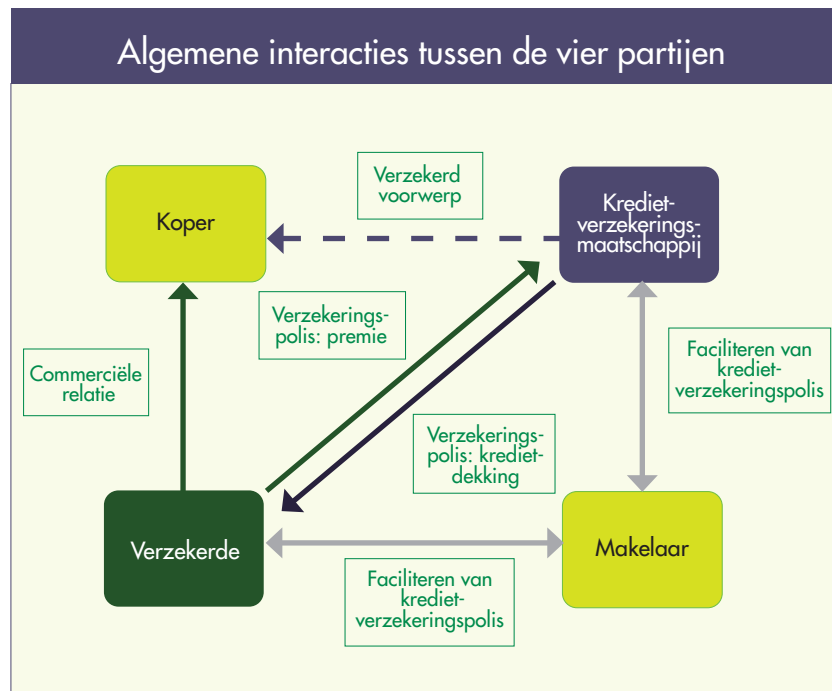 Algemene interacties tussen de vier partijen
Verzekerd
voorwerp
Koper
Krediet-
verzekerings-
maatschappij
Verzekerings-
polis: premie
Commerciële
relatie
Faciliteren van
krediet-
verzekeringspolis
Verzekerings-
polis: krediet-
dekking
Verzekerde
Makelaar
Faciliteren van
krediet-
verzekeringspolis